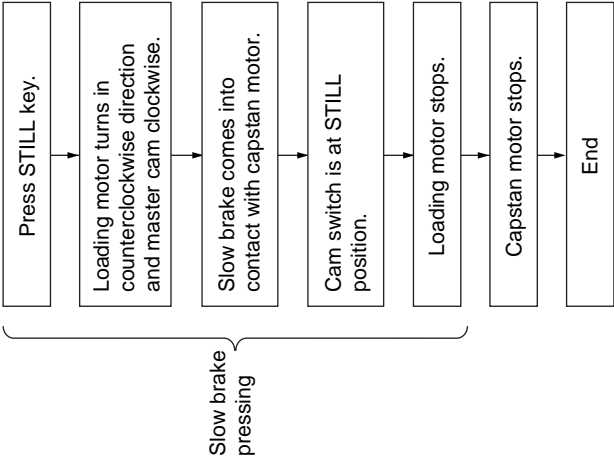 Press STILL key.
Loading motor turns in
counterclockwise direction
and master cam clockwise.
Slow brake comes into
contact with capstan motor.
Cam switch is at STILL
position.
Loading motor stops.
Capstan motor stops.
End
Slow brake
pressing